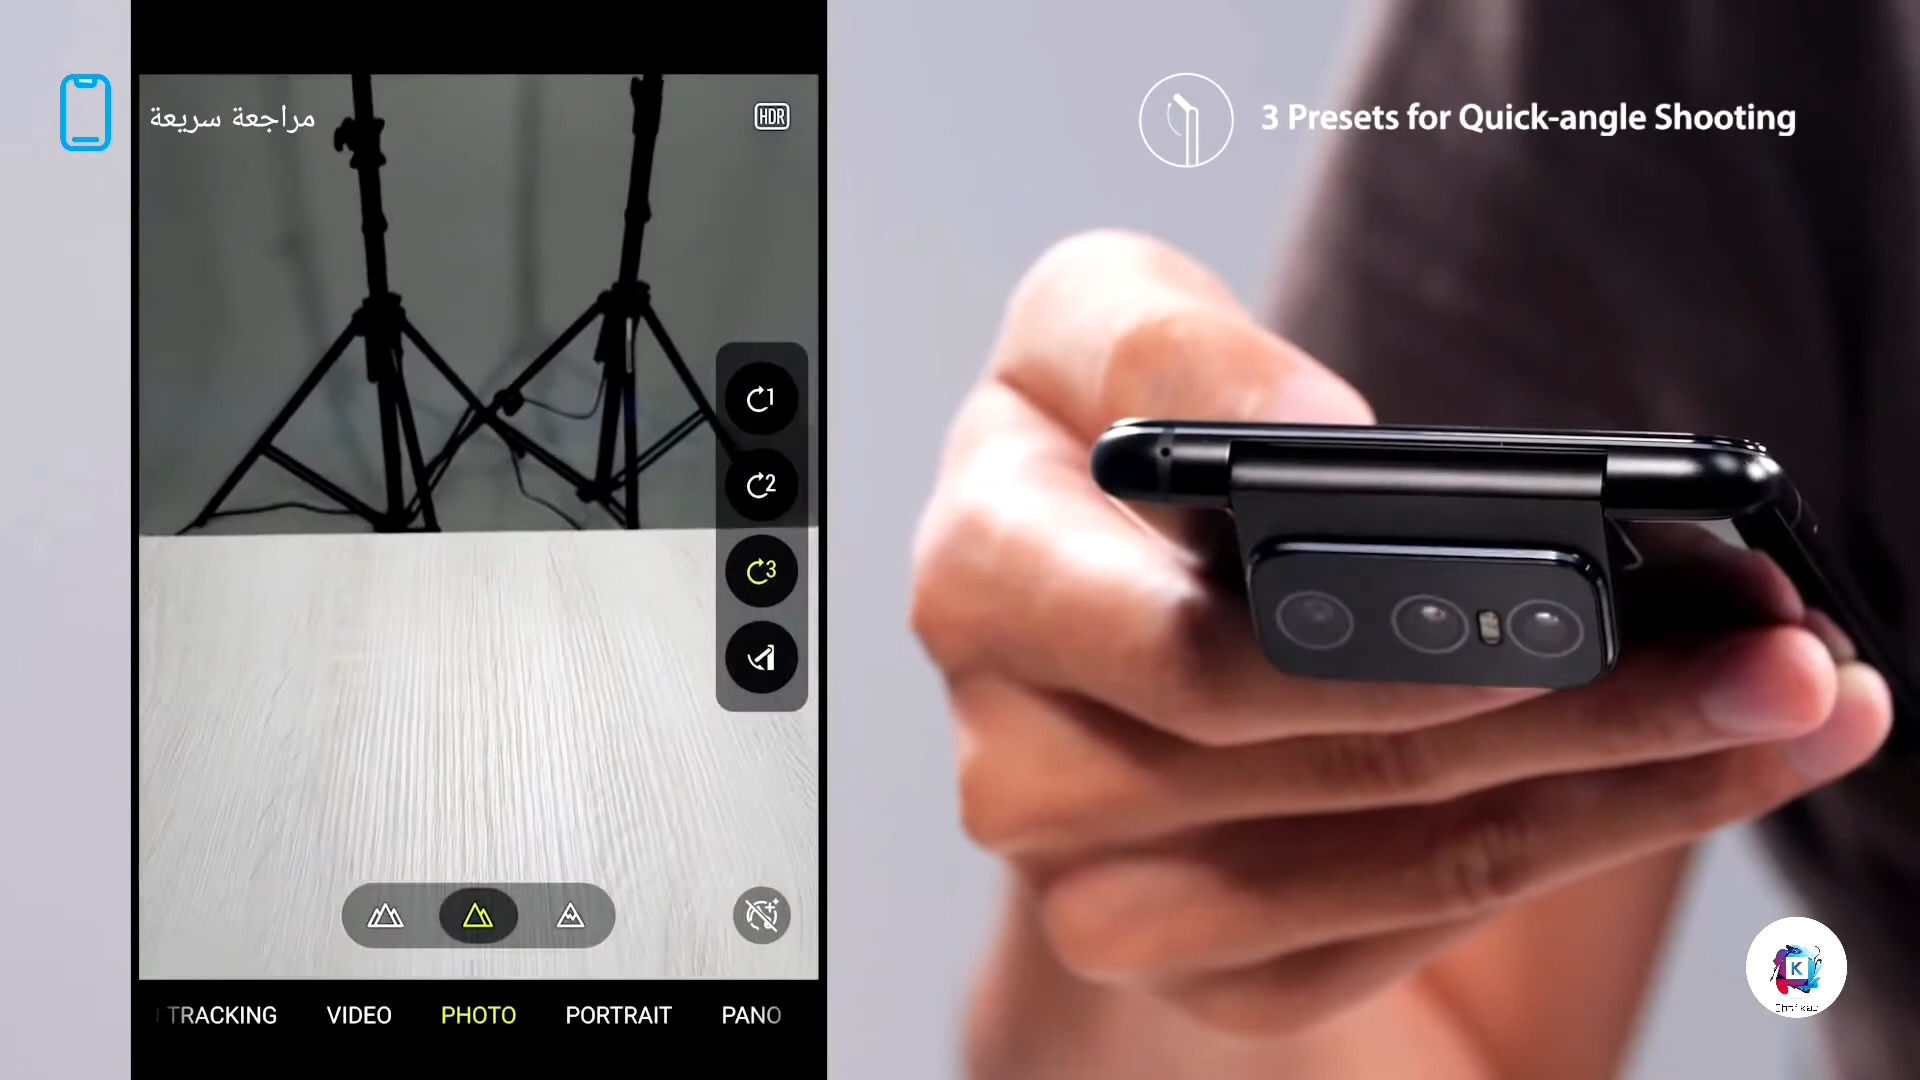 مراجعة سريعة
HDR
3 Presets for Quick-angle Shooting
1
2
3
TRACKING
VIDEO
PHOTO
PORTRAIT
PANO
K